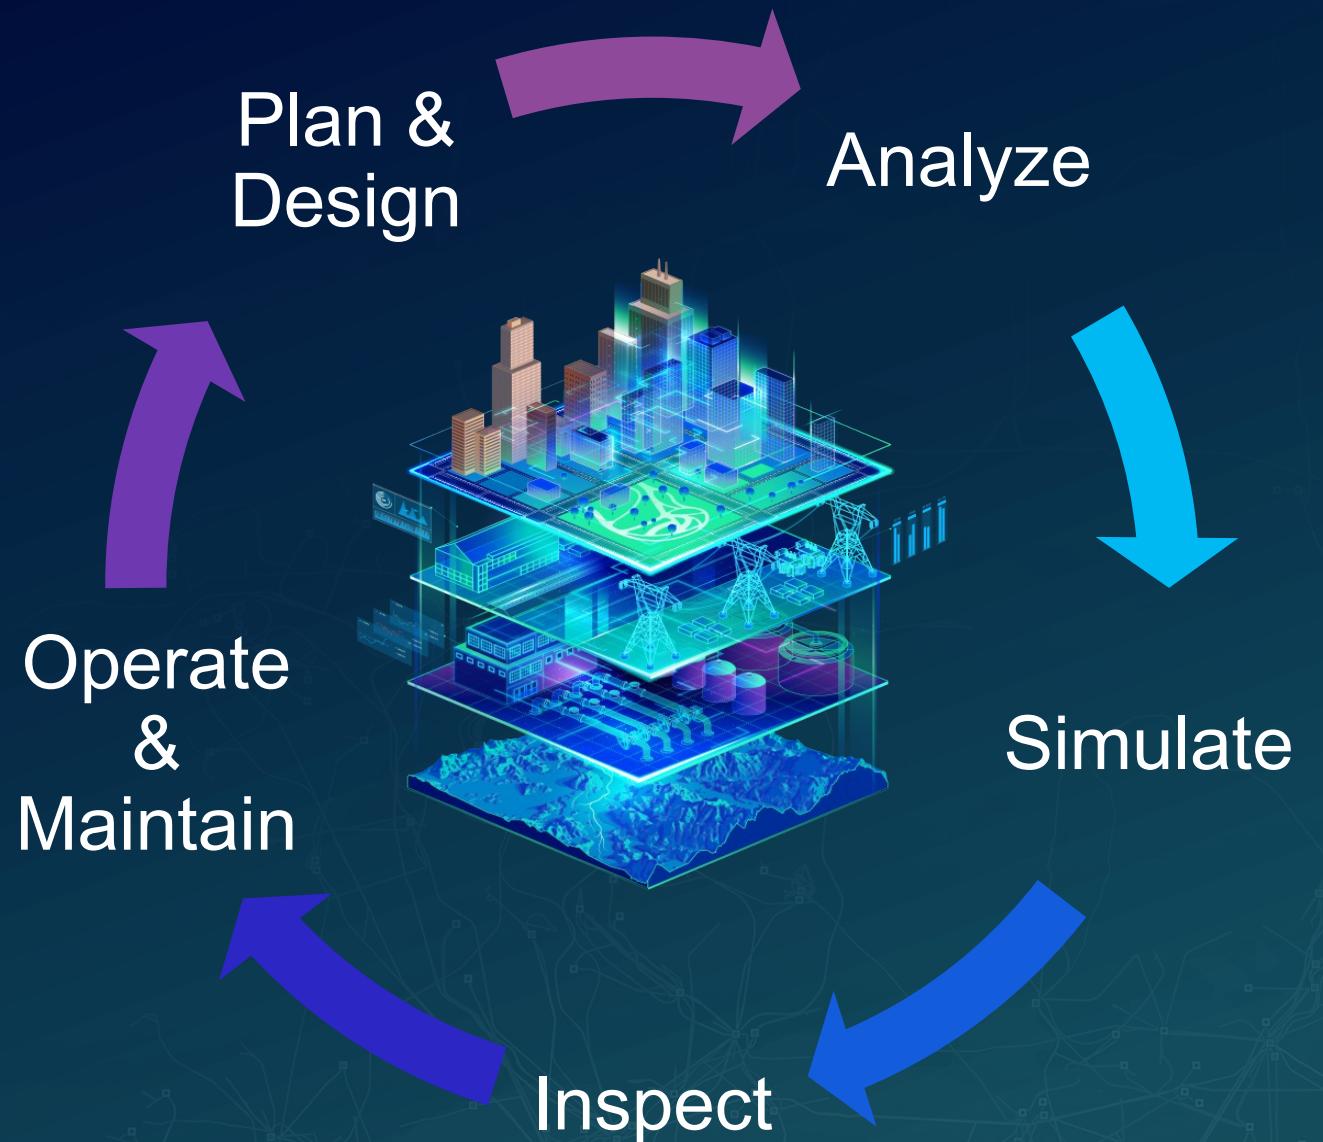 Plan &
Design
Analyze
Simulate
Inspect
Operate
&
Maintain